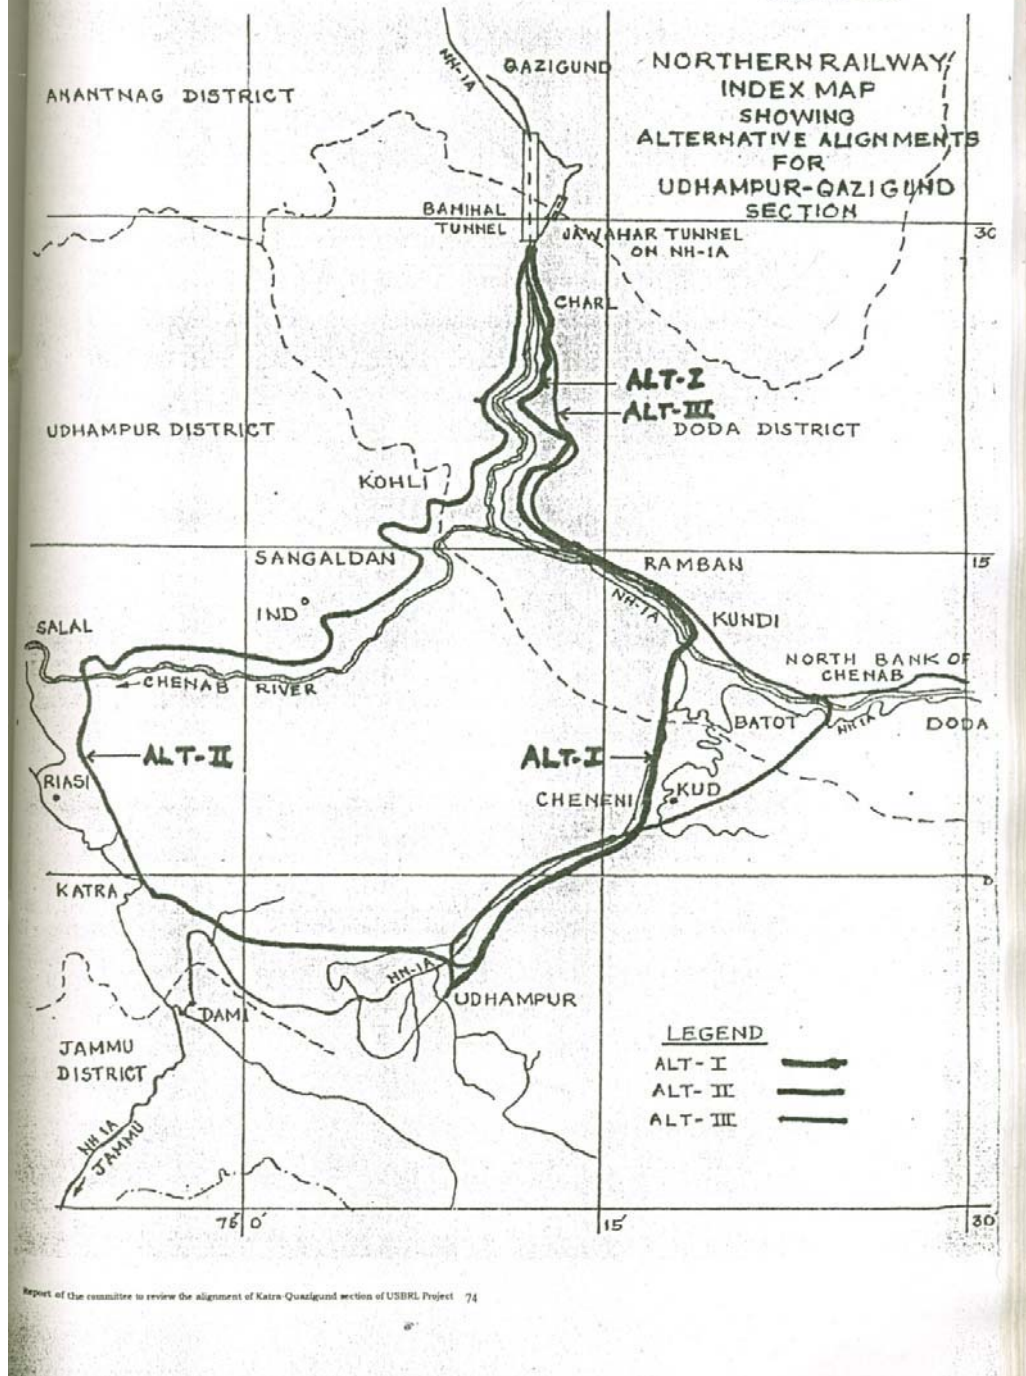 NORTHERN RAILWAY
INDEX MAP
SHOWING
ALTERNATIVE ALIGNMENTS
FOR
UDHAMPUR-QAZIGUND
SECTION
NH-1A
QAZIGUND
ANANTNAG DISTRICT
BANIHAL
TUNNEL
JAWAHAR TUNNEL
ON NH-1A
30
CHARL
ALT-I
ALT-III
UDHAMPUR DISTRICT
DODA DISTRICT
KOHLI
SANGALDAN
RAMBAN
15'
NH-1A
IND
KUNDI
SALAL
NORTH BANK OF
CHENAB
CHENAB RIVER
BATOT
NH 1A
DODA
ALT-II
ALT-I
RIASI
CHENENI
KUD
KATRA
0
NH-1A
UDHAMPUR
DAMI
JAMMU
DISTRICT
LEGEND
ALT-I
ALT-II
ALT-III
NH 1A
JAMMU
76 0'
15'
30'
Report of the committee to review the alignment of Katra-Quazigund section of USBRL Project 74